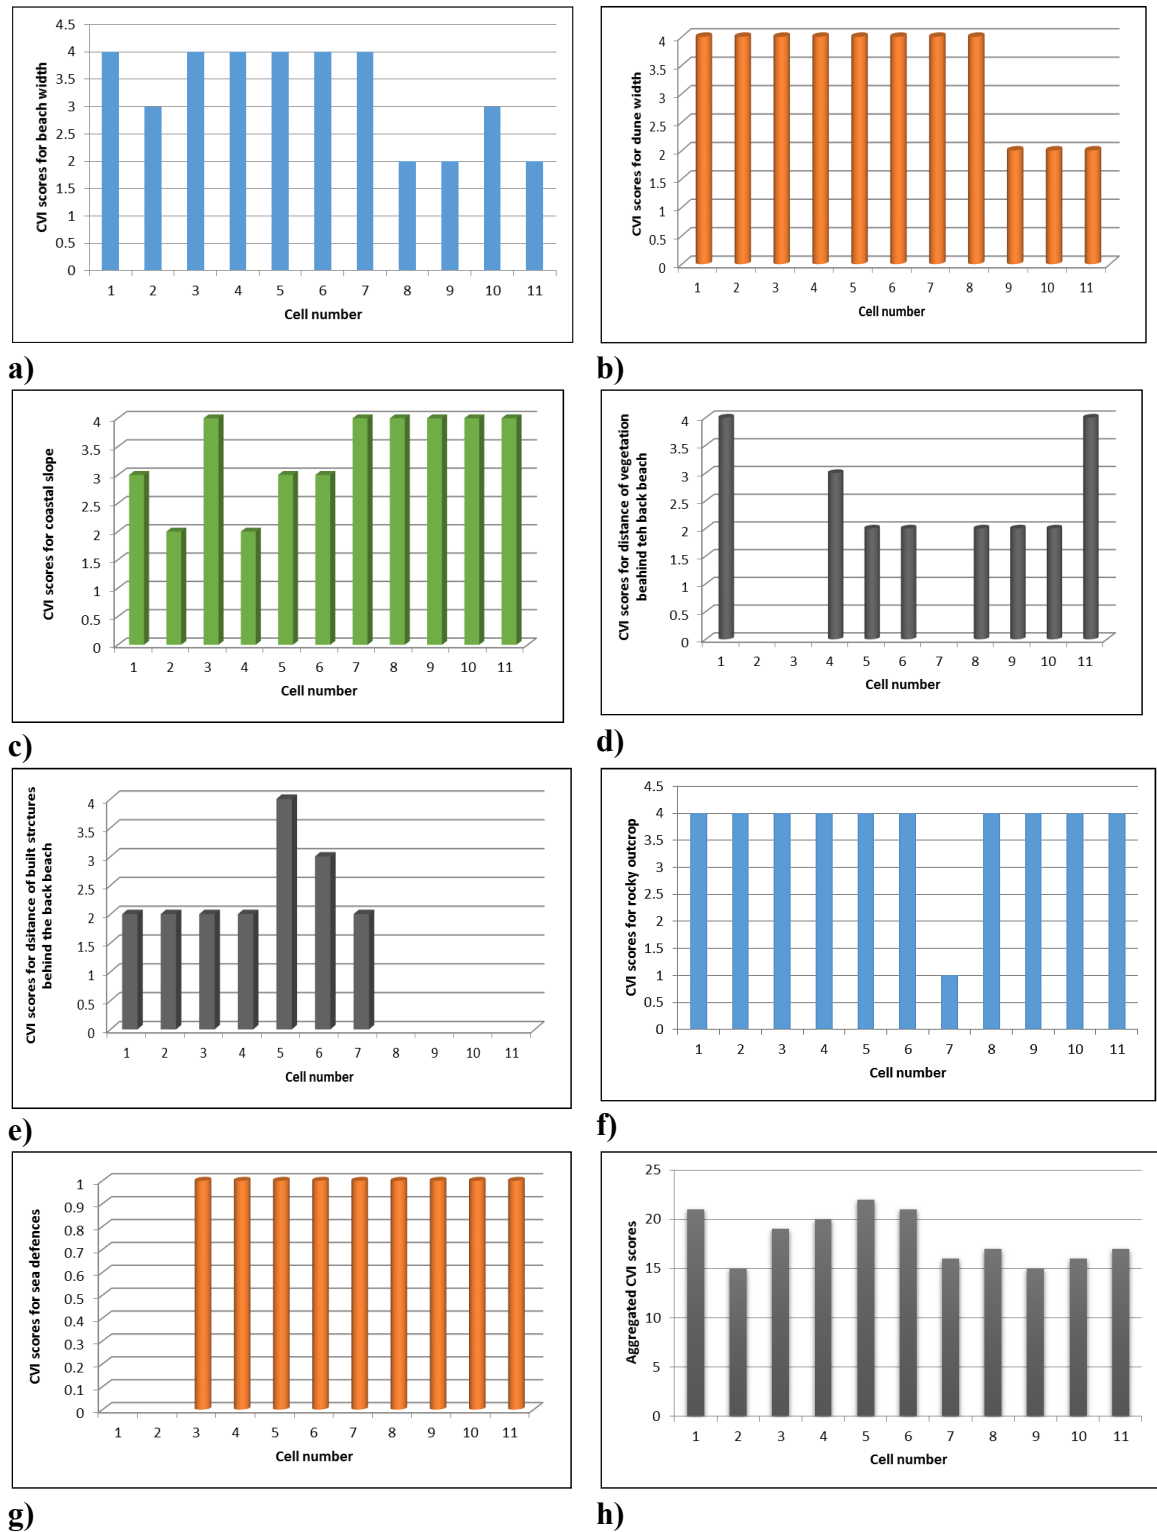 4.5
4
3.5
3
2.5
2
1.5
1
0.5
0
CVI scores for beach width
1 2 3 4 5 6 7 8 9 10 11
Cell number
a)
4
3.5
3
2.5
2
1.5
1
0.5
0
CVI scores for dune width
1 2 3 4 5 6 7 8 9 10 11
Cell number
b)
4
3.5
3
2.5
2
1.5
1
0.5
0
CVI scores for coastal slope
1 2 3 4 5 6 7 8 9 10 11
Cell number
c)
4
3.5
3
2.5
2
1.5
1
0.5
0
CVI scores for distance of vegetation
beahind teh back beach
1 2 3 4 5 6 7 8 9 10 11
Cell number
d)
4
3.5
3
2.5
2
1.5
1
0.5
0
CVI scores for dsitance of built strctures
behind the back beach
1 2 3 4 5 6 7 8 9 10 11
Cell number
e)
4.5
4
3.5
3
2.5
2
1.5
1
0.5
0
CVI scores for rocky outcrop
1 2 3 4 5 6 7 8 9 10 11
Cell number
f)
1
0.9
0.8
0.7
0.6
0.5
0.4
0.3
0.2
0.1
0
CVI scores for sea defences
1 2 3 4 5 6 7 8 9 10 11
Cell number
g)
25
20
15
10
5
0
Aggregated CVI scores
1 2 3 4 5 6 7 8 9 10 11
Cell number
h)